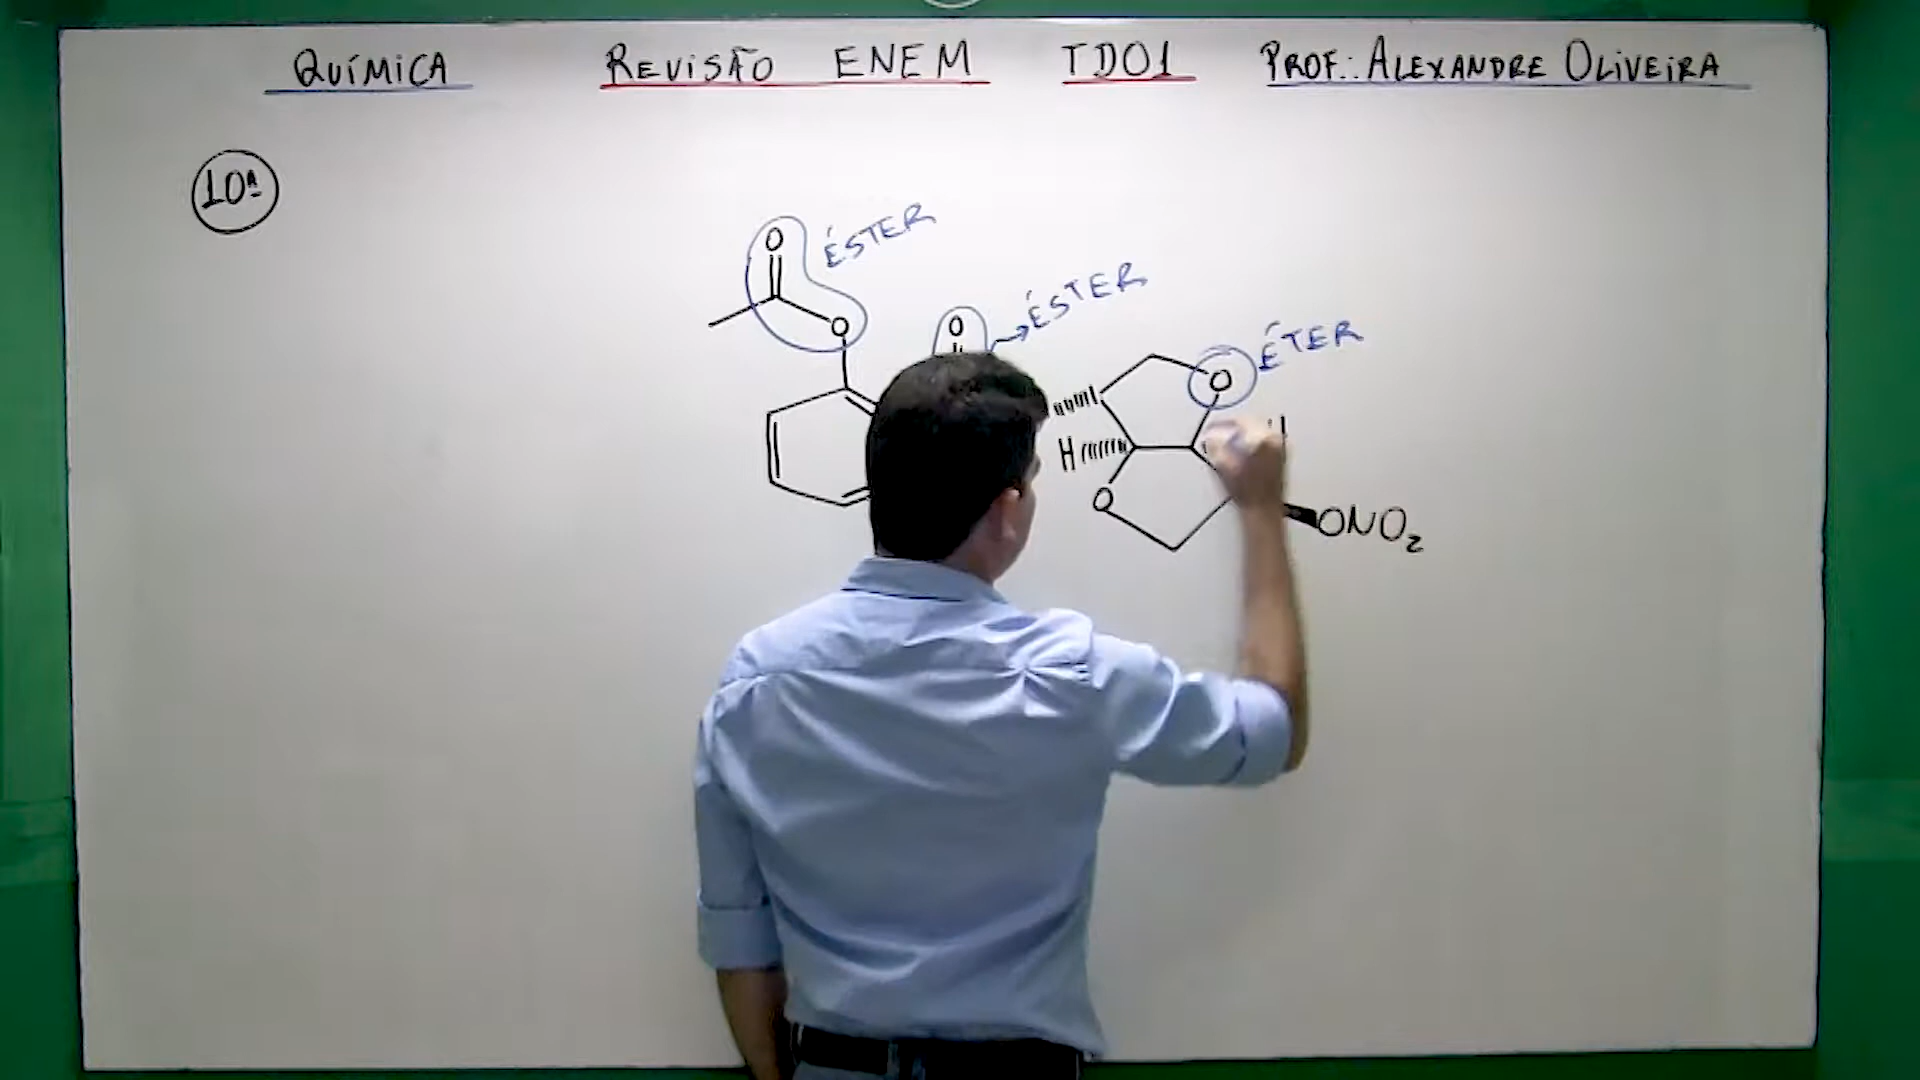 QUÍMICA REVISÃO ENEM TD01 PROF.: ALEXANDRE OLIVEIRA
10ª
O ÉSTER
O
O ÉSTER
O ÉTER
H
O
ONO₂